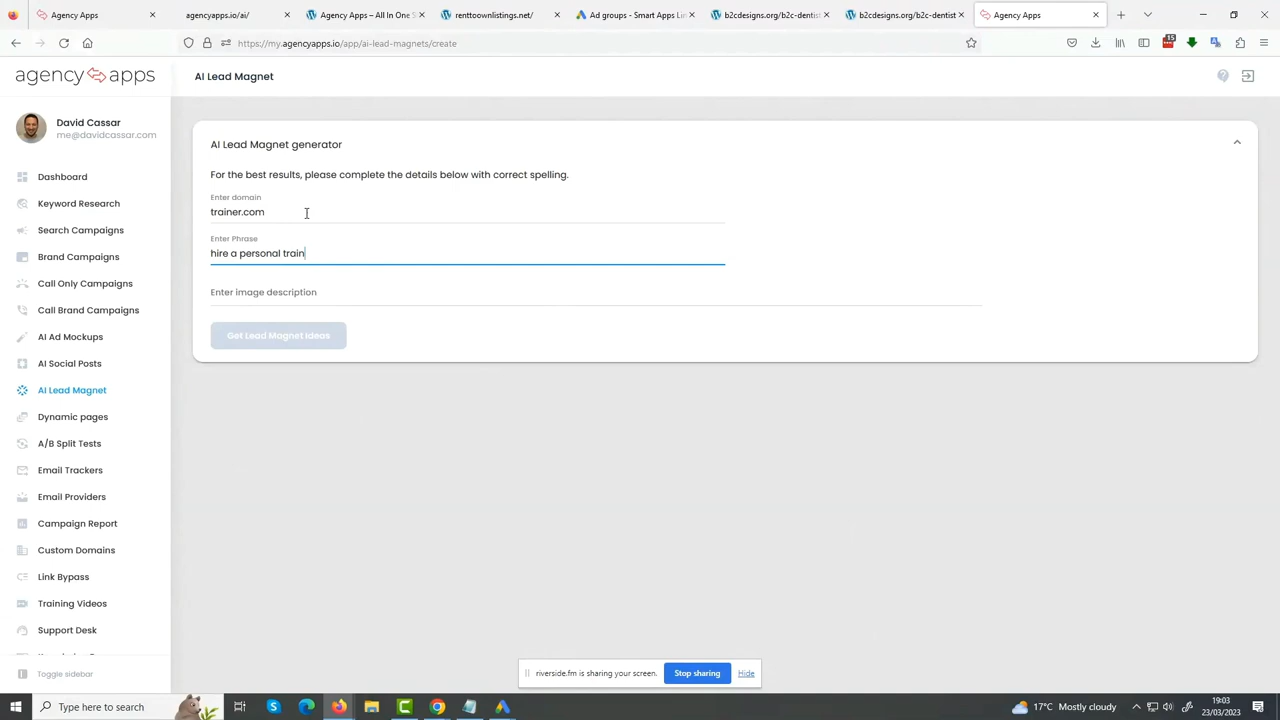 Agency Apps
agencyapps.io/ai/
Agency Apps – All In One S
renttoownlistings.net/
Ad groups - Smart Apps Lin
b2cdesigns.org/b2c-dentist
b2cdesigns.org/b2c-dentist
Agency Apps
https://my.agencyapps.io/app/ai-lead-magnets/create
15
agency apps
AI Lead Magnet
David Cassar
me@davidcassar.com
Dashboard
Keyword Research
Search Campaigns
Brand Campaigns
Call Only Campaigns
Call Brand Campaigns
AI Ad Mockups
AI Social Posts
AI Lead Magnet
Dynamic pages
A/B Split Tests
Email Trackers
Email Providers
Campaign Report
Custom Domains
Link Bypass
Training Videos
Support Desk
Toggle sidebar
AI Lead Magnet generator
For the best results, please complete the details below with correct spelling.
Enter domain
trainer.com
Enter Phrase
hire a personal train
Enter image description
Get Lead Magnet Ideas
riverside.fm is sharing your screen.
Stop sharing
Hide
Type here to search
17°C Mostly cloudy
19:03
23/03/2023